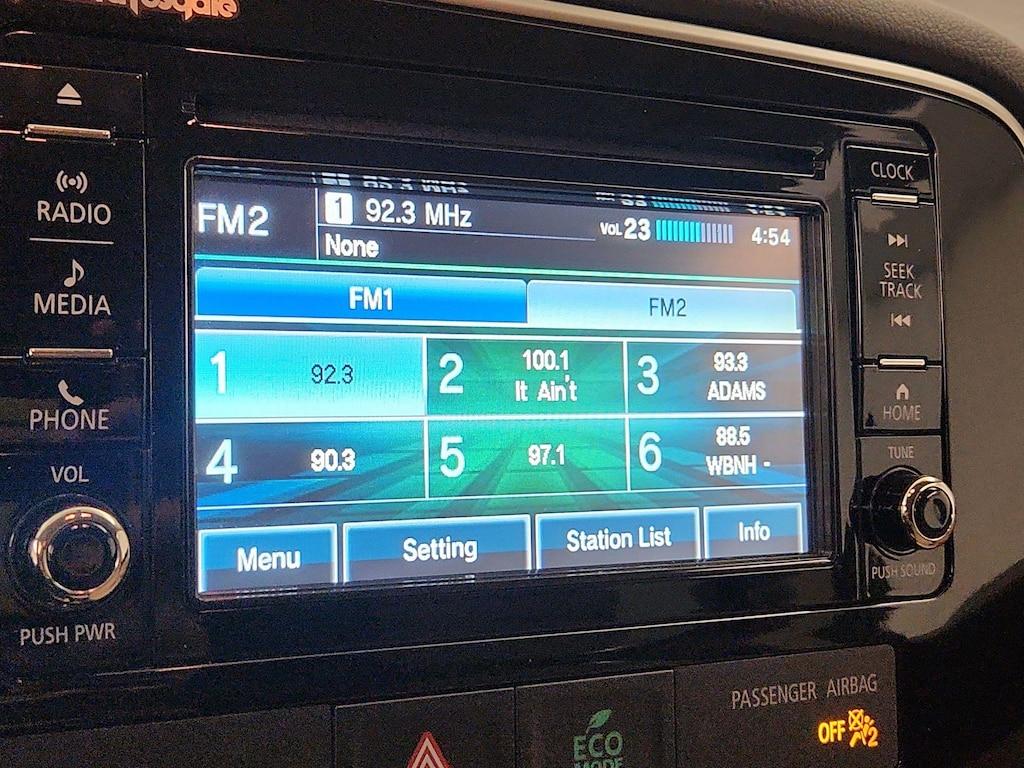 CLOCK
RADIO
FM2
1 92.3 MHz
VOL 23
4:54
None
SEEK
TRACK
MEDIA
FM1
FM2
1 92.3
2 100.1
It Ain't
3 93.3
ADAMS
PHONE
HOME
4 90.3
5 97.1
6 88.5
WBNH -
VOL
TUNE
Menu
Setting
Station List
Info
PUSH SOUND
PUSH PWR
PASSENGER AIRBAG
OFF 2
ECO
MODE